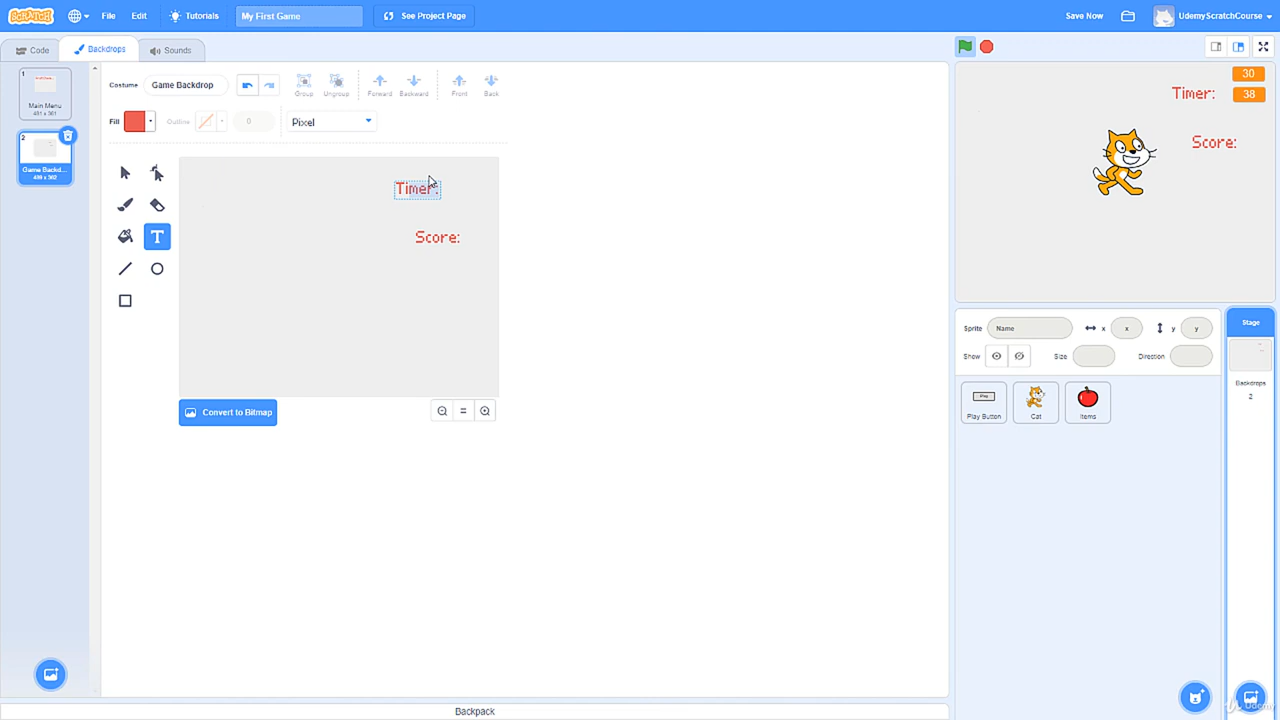 SCRATCH File Edit Tutorials My First Game See Project Page Save Now UdemyScratchCourse
Code Backdrops Sounds
1
Main Menu
2
Game Backd...
Costume Game Backdrop Group Ungroup Forward Backward Front Back
Fill Outline 0 Pixel
Timer:
Score:
Convert to Bitmap
30
Timer: 38
Score:
Sprite Name x x y y
Show Size Direction
Play Button Cat Items
Stage
Backdrops
2
Backpack
Udemy